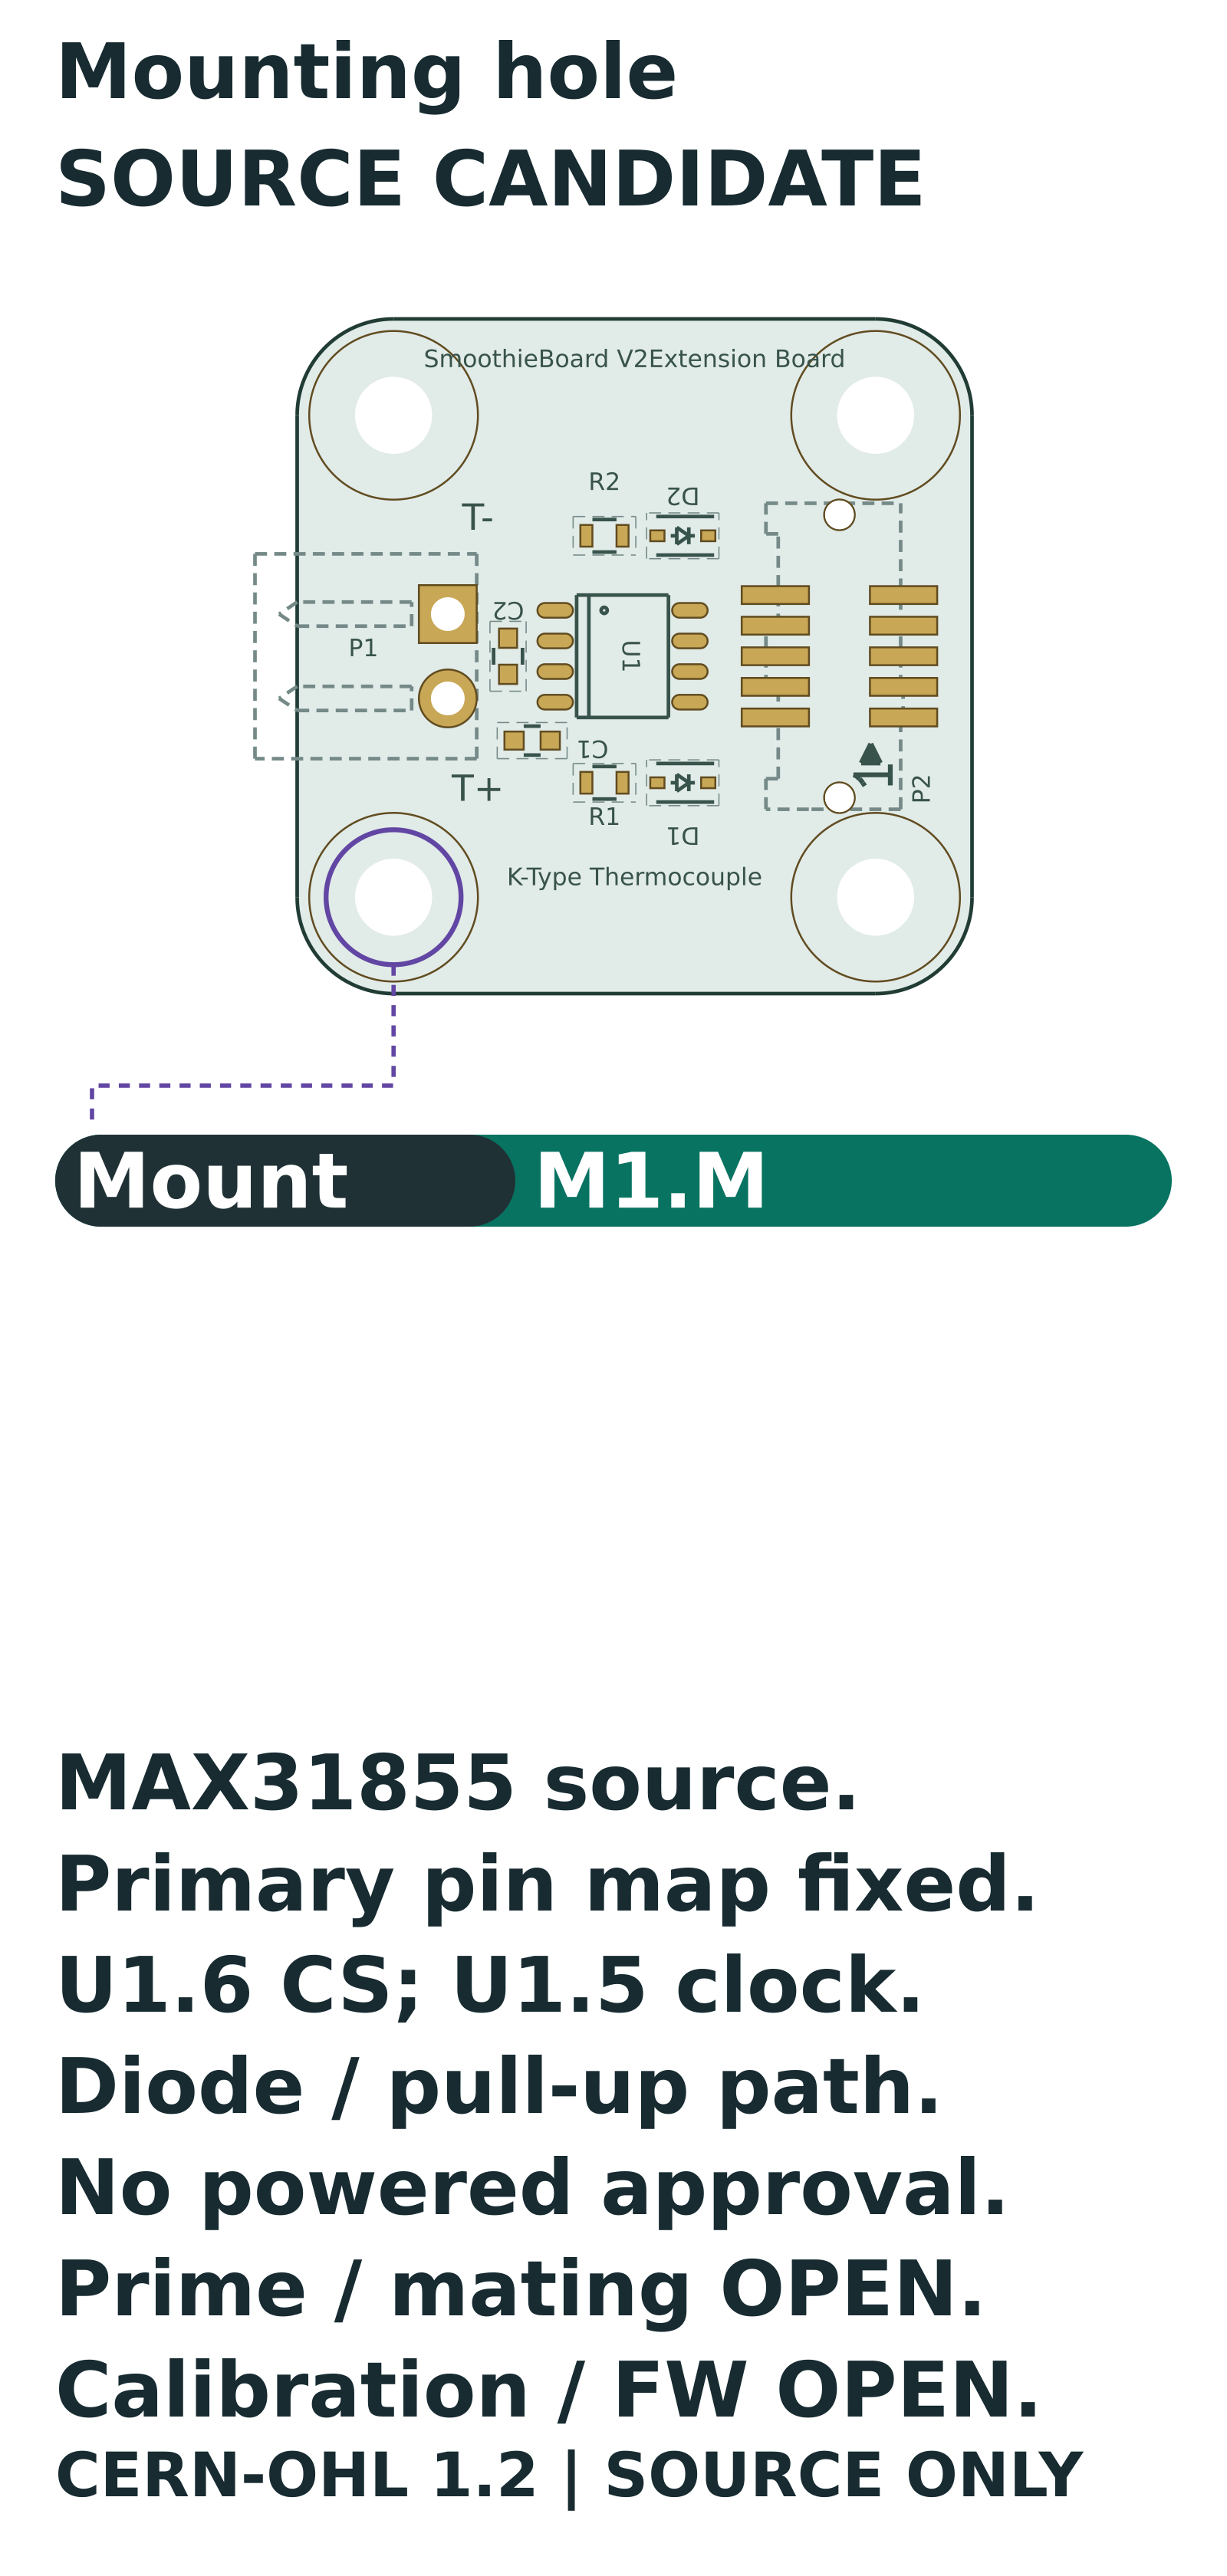 Mounting hole
SOURCE CANDIDATE
SmoothieBoard V2Extension Board
R2
D2
T-
C2
P1
U1
C1
1
P2
T+
R1
D1
K-Type Thermocouple
Mount M1.M
MAX31855 source.
Primary pin map fixed.
U1.6 CS; U1.5 clock.
Diode / pull-up path.
No powered approval.
Prime / mating OPEN.
Calibration / FW OPEN.
CERN-OHL 1.2 | SOURCE ONLY